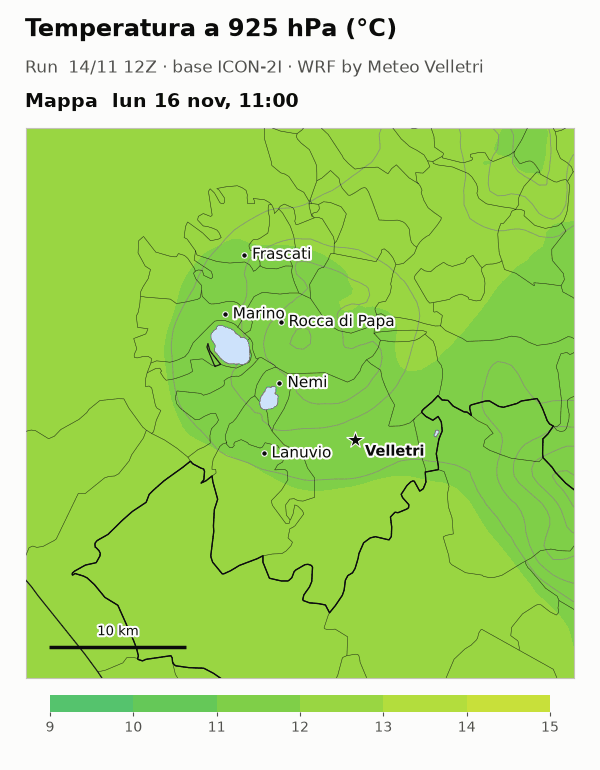 Temperatura a 925 hPa (°C)
Run  14/11 12Z · base ICON-2I · WRF by Meteo Velletri
Mappa  lun 16 nov, 11:00
Frascati
Marino
Rocca di Papa
Nemi
Velletri
Lanuvio
10 km
9 10 11 12 13 14 15